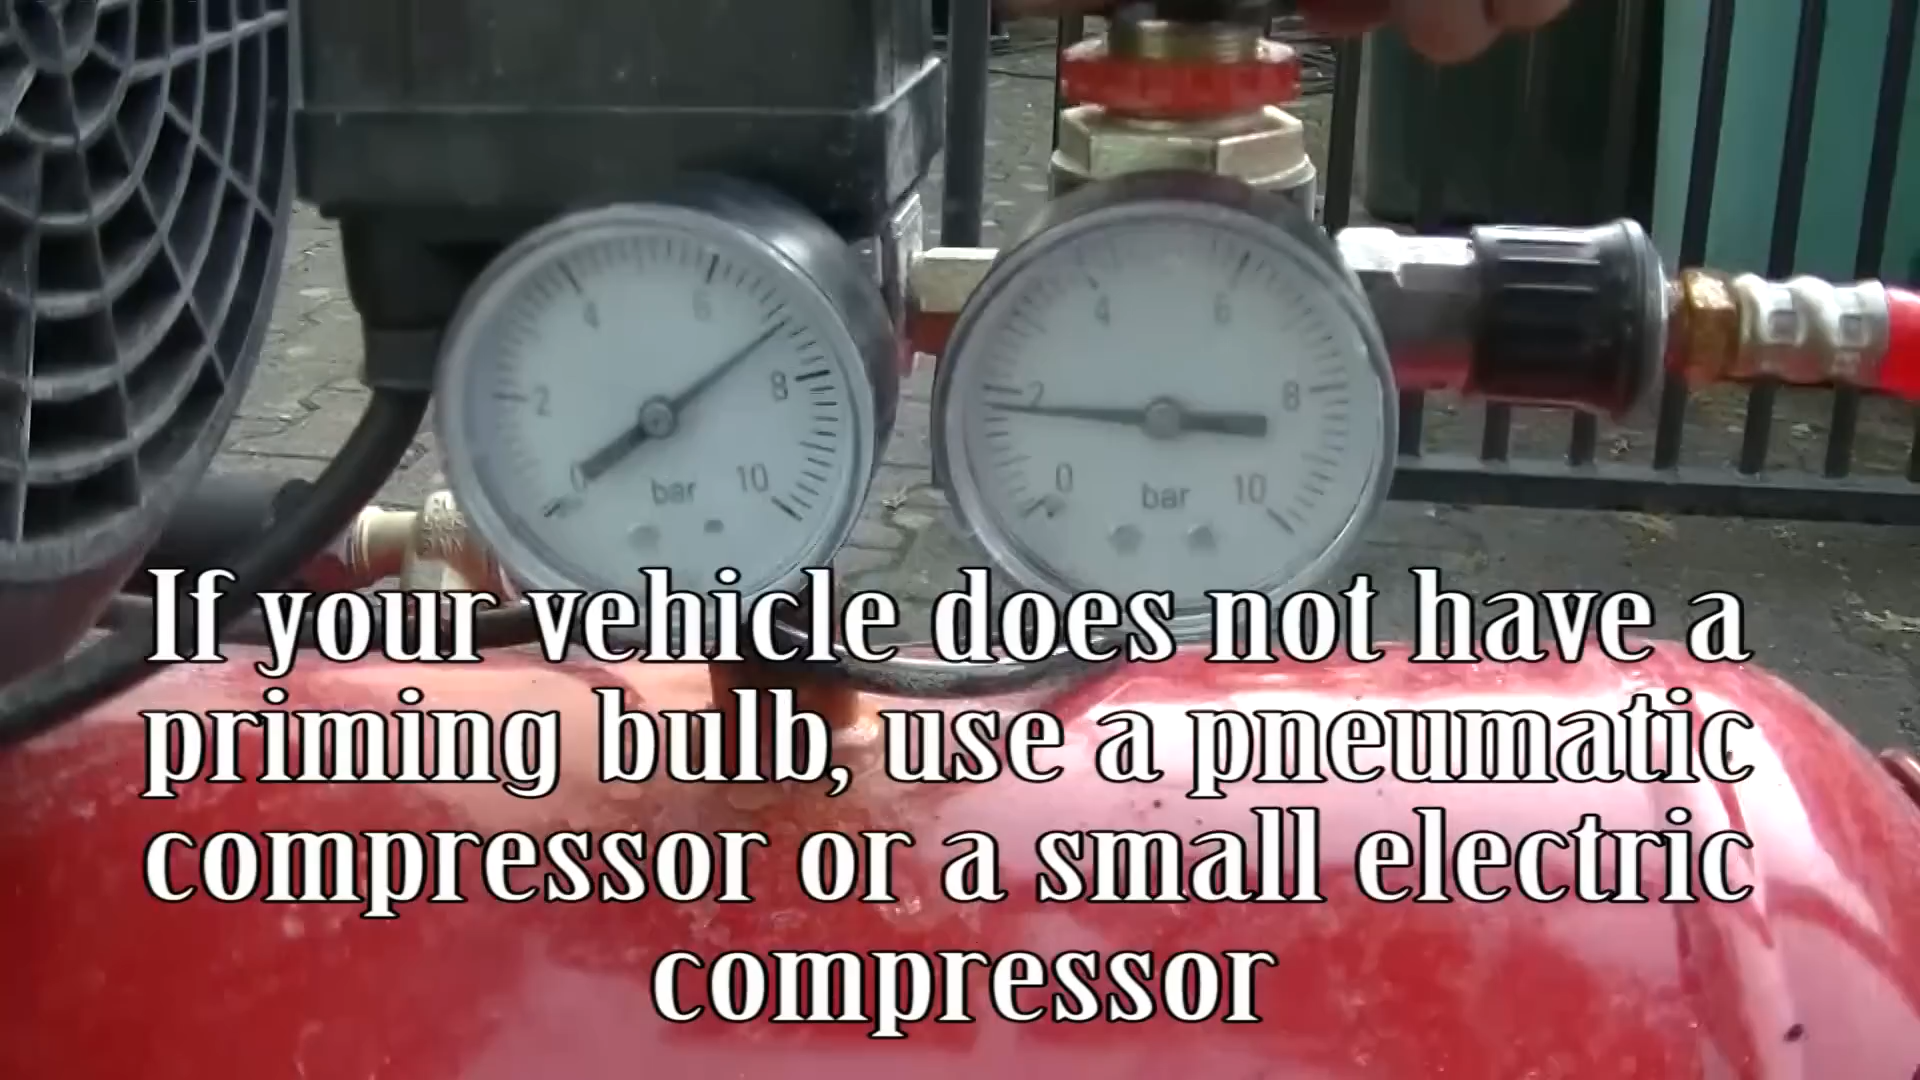 4 6
2 8
0 bar 10
4 6
2 8
0 bar 10
If your vehicle does not have a
priming bulb, use a pneumatic
compressor or a small electric
compressor